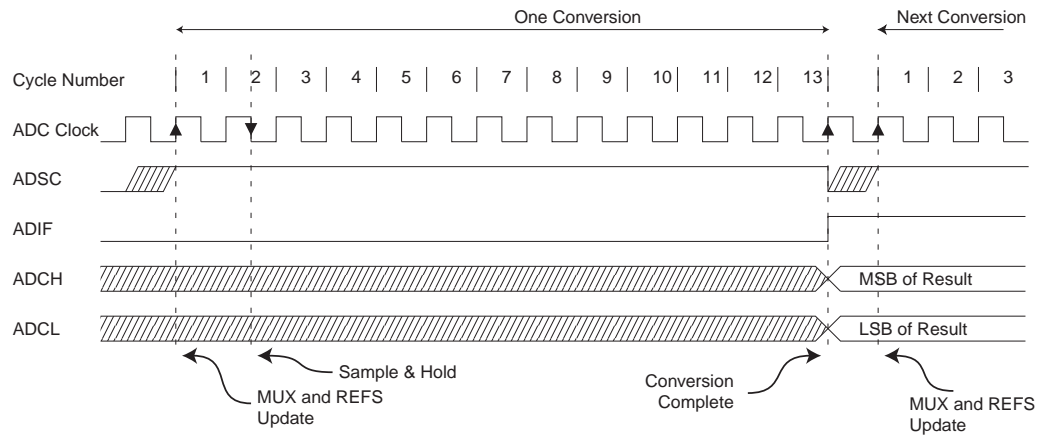 One Conversion
Next Conversion
Cycle Number 1 2 3 4 5 6 7 8 9 10 11 12 13 1 2 3
ADC Clock
ADSC
ADIF
ADCH
MSB of Result
ADCL
LSB of Result
Sample & Hold
MUX and REFS
Update
Conversion
Complete
MUX and REFS
Update